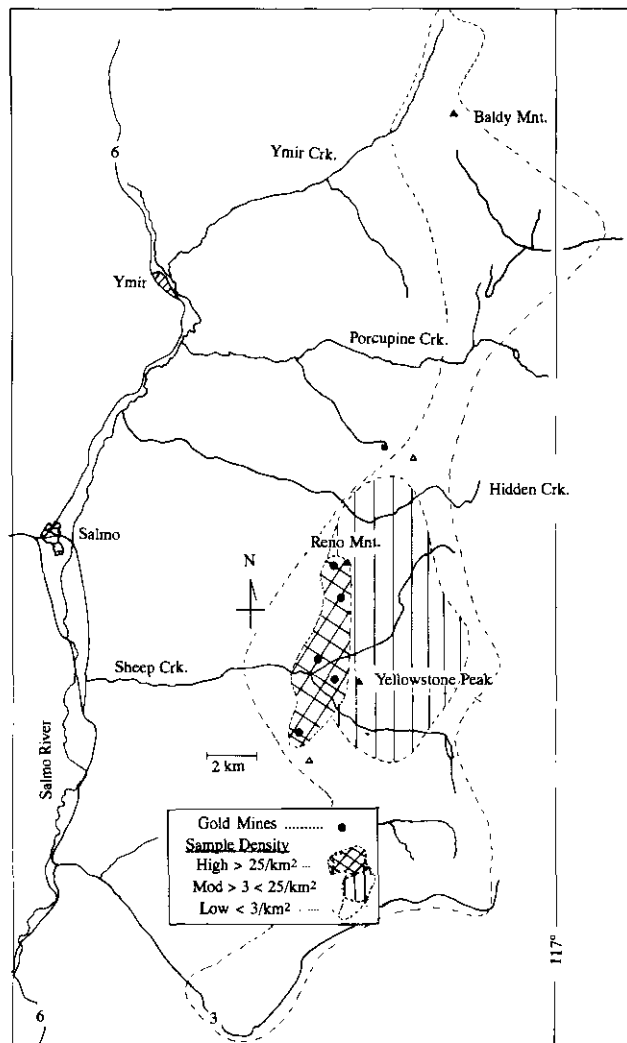 Baldy Mnt.
Ymir Crk.
6
Ymir
Porcupine Crk.
Hidden Crk.
Salmo
Reno Mnt.
N
Sheep Crk.
Yellowstone Peak
2 km
Salmo River
Gold Mines ............
Sample Density
High > 25/km² ...
Mod > 3 < 25/km²
Low < 3/km² ....
117°
3
6